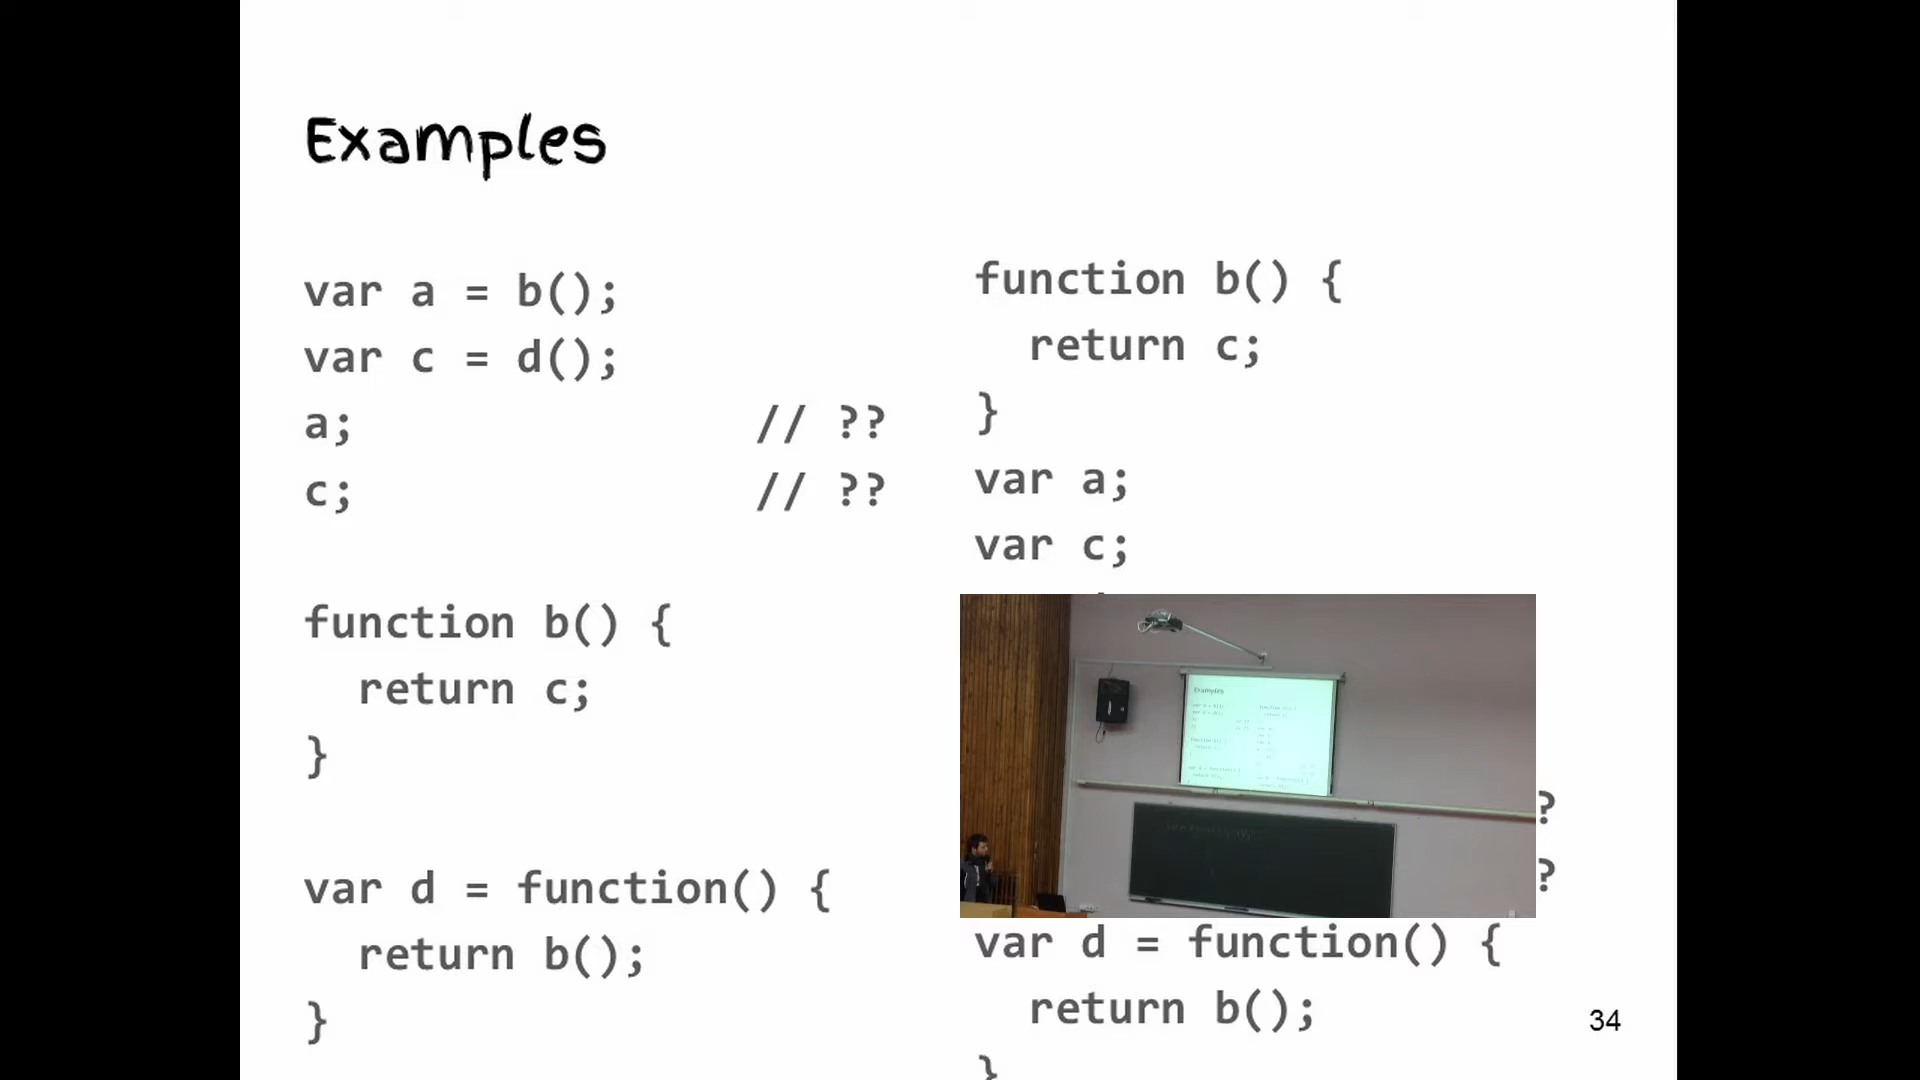 Examples
var a = b();
var c = d();
a; // ??
c; // ??
function b() {
return c;
}
var d = function() {
return b();
}
function b() {
return c;
}
var a;
var c;
?
?
var d = function() {
return b();
}
34